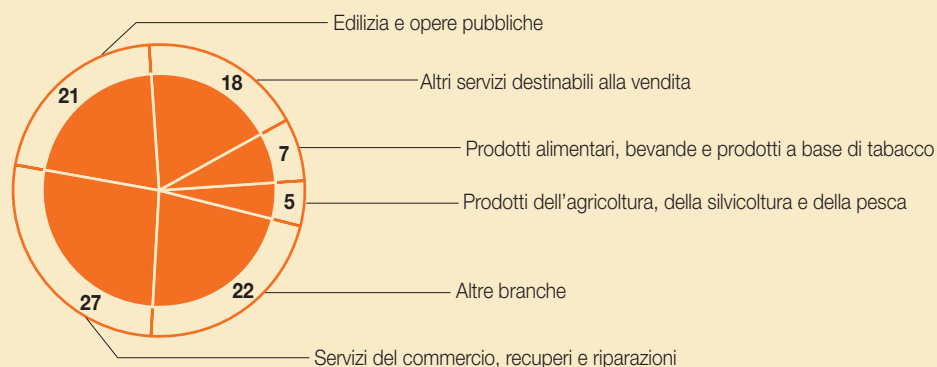 Edilizia e opere pubbliche
21
18
Altri servizi destinabili alla vendita
7
Prodotti alimentari, bevande e prodotti a base di tabacco
5
Prodotti dell'agricoltura, della silvicoltura e della pesca
22
Altre branche
27
Servizi del commercio, recuperi e riparazioni